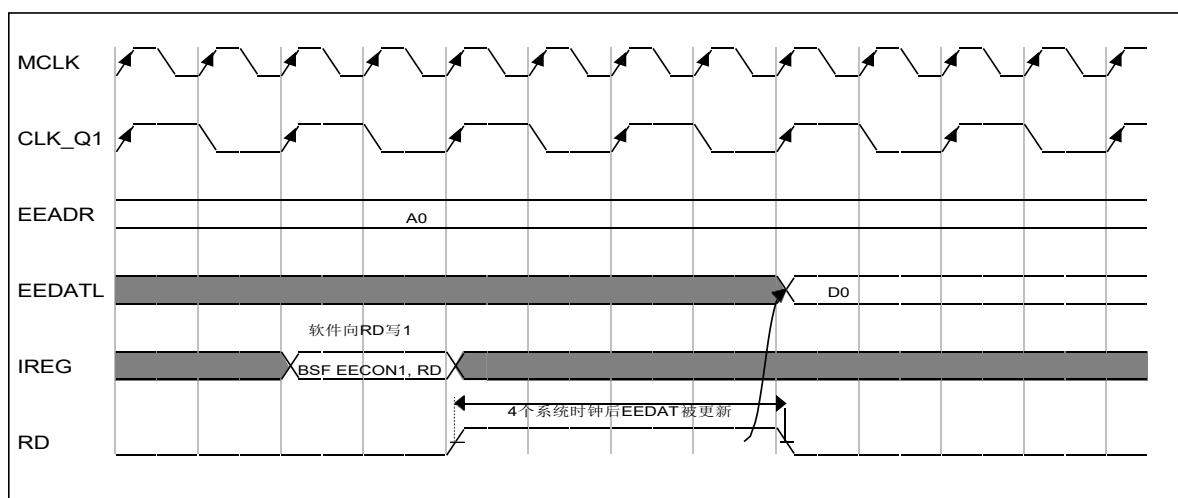 MCLK
CLK_Q1
EEADR
A0
EEDATL
D0
软件向RD写1
IREG
BSF EECON1, RD
4个系统时钟后EEDAT被更新
RD